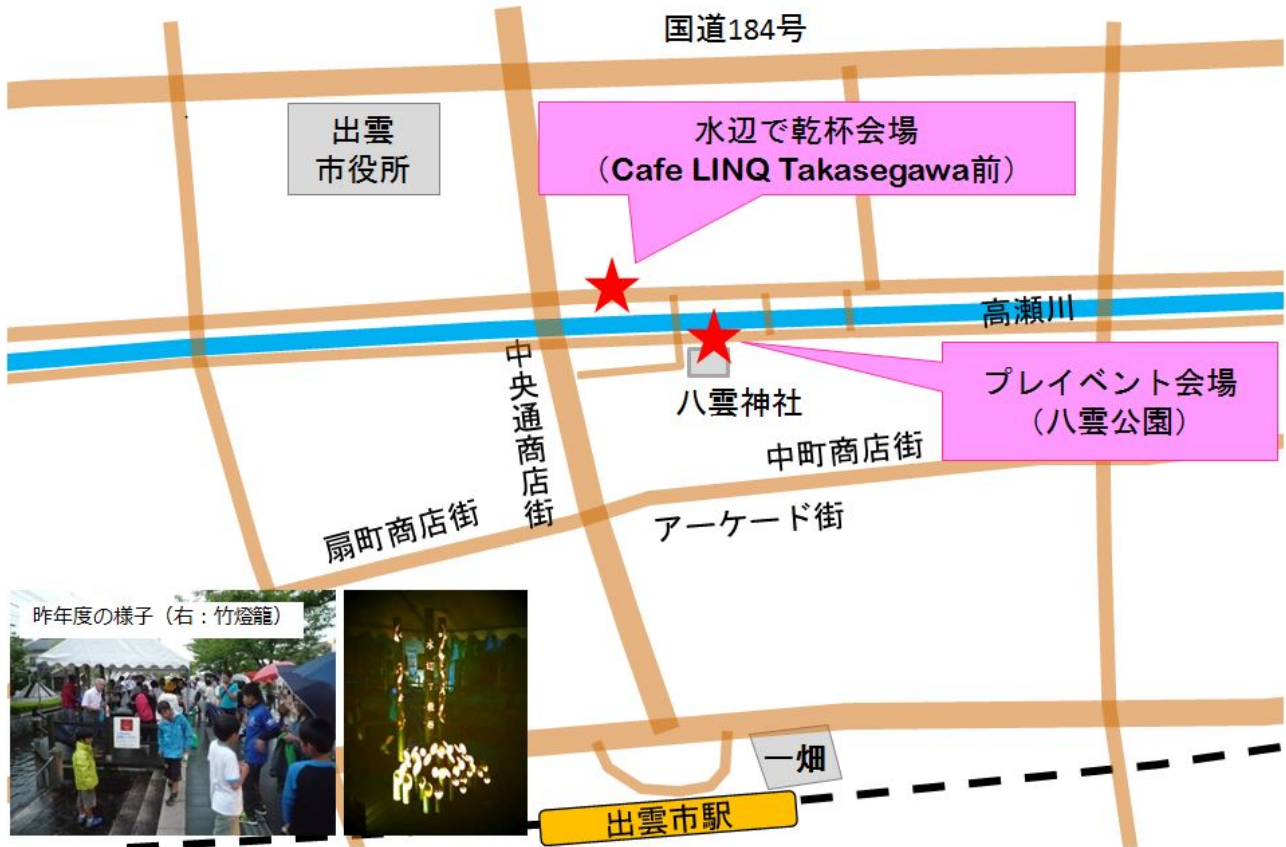 国道184号
出雲
市役所
水辺で乾杯会場
（Cafe LINQ Takasegawa前）
高瀬川
プレイベント会場
（八雲公園）
八雲神社
中央通商店街
中町商店街
アーケード街
扇町商店街
昨年度の様子（右：竹燈籠）
一畑
出雲市駅